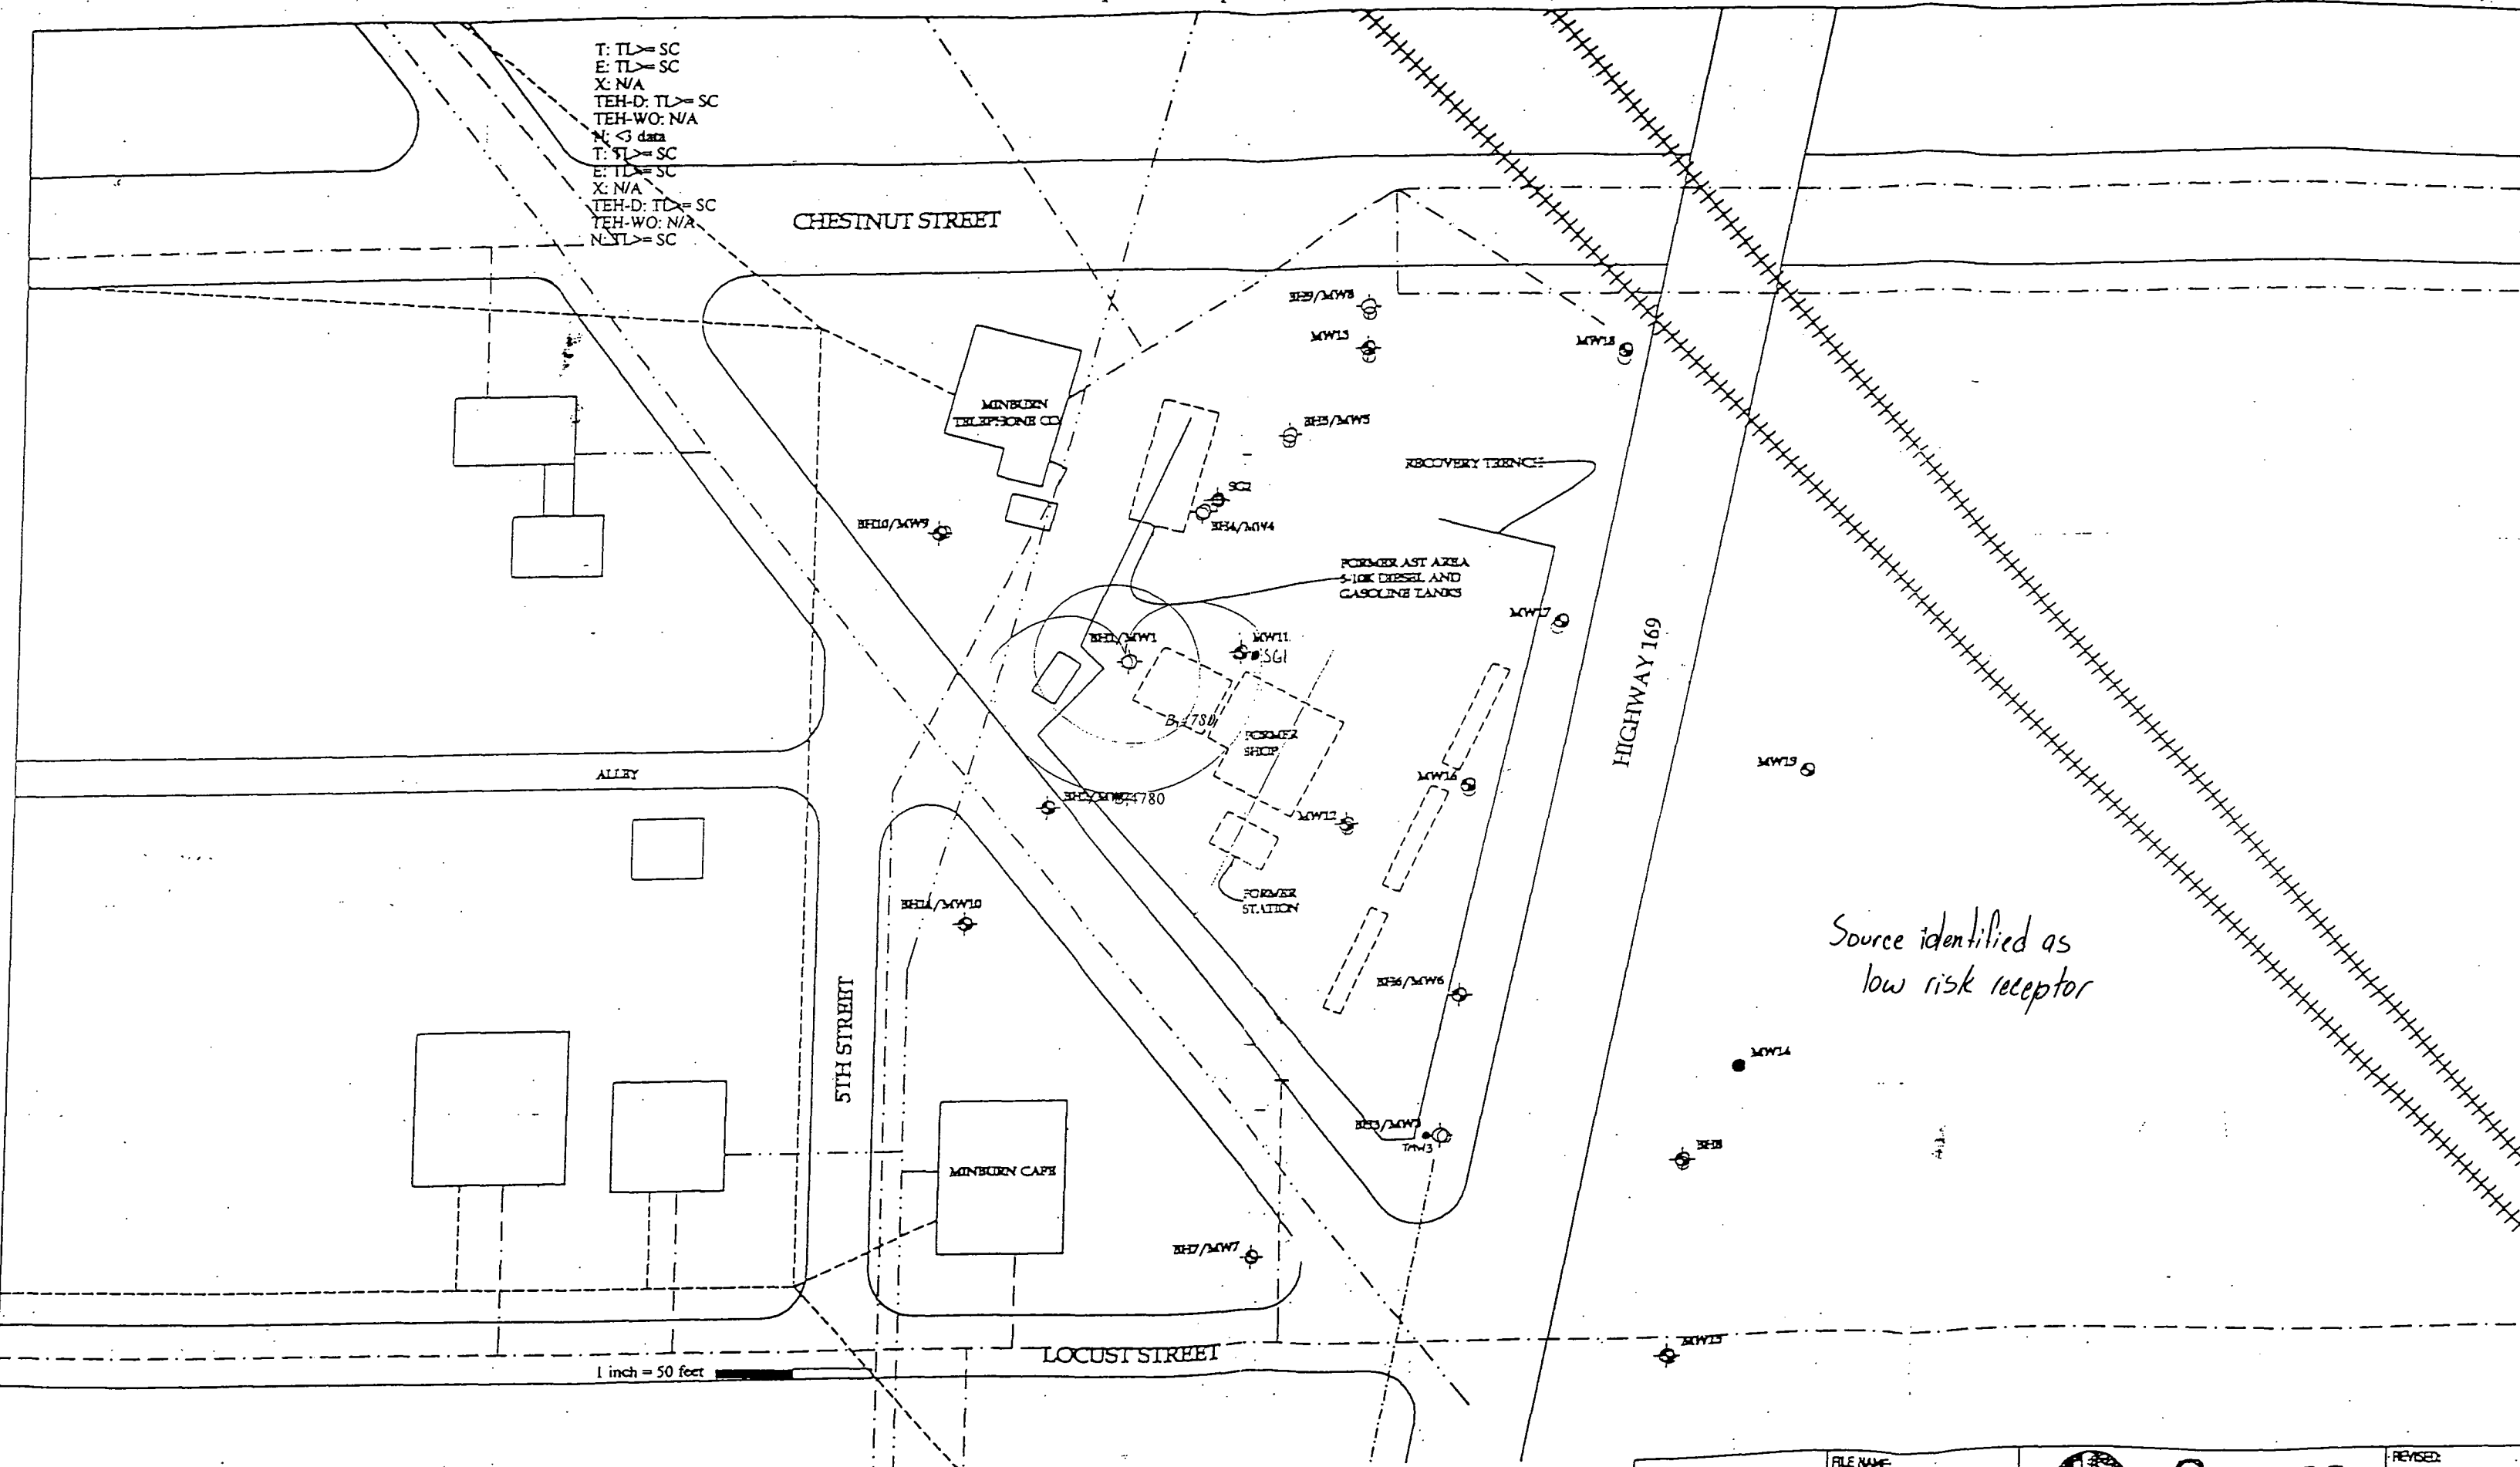 T: TL>= SC
E: TL>= SC
X: N/A
TEH-D: TL>= SC
TEH-WO: N/A
N: <3 data
T: TL>= SC
E: TL>= SC
X: N/A
TEH-D: TL>= SC
TEH-WO: N/A
N: TL>= SC
CHESTNUT STREET
BH9/MW8
MW13
MW18
MINBURN
TELEPHONE CO
BH5/MW5
RECOVERY TRENCH
SG2
BH4/MW4
BH10/MW9
FORMER AST AREA
5-10K DIESEL AND
GASOLINE TANKS
MW17
BH1/MW1
MW11
SG1
HIGHWAY 169
B,4780
FORMER
SHOP
MW19
ALLEY
MW16
B,4780
MW12
FORMER
STATION
BH11/MW10
Source identified as
low risk receptor
BH6/MW6
5TH STREET
MW14
BH3/MW3
TMW3
BH8
MINBURN CAFE
BH7/MW7
MW15
LOCUST STREET
1 inch = 50 feet
FILE NAME
REVISED: